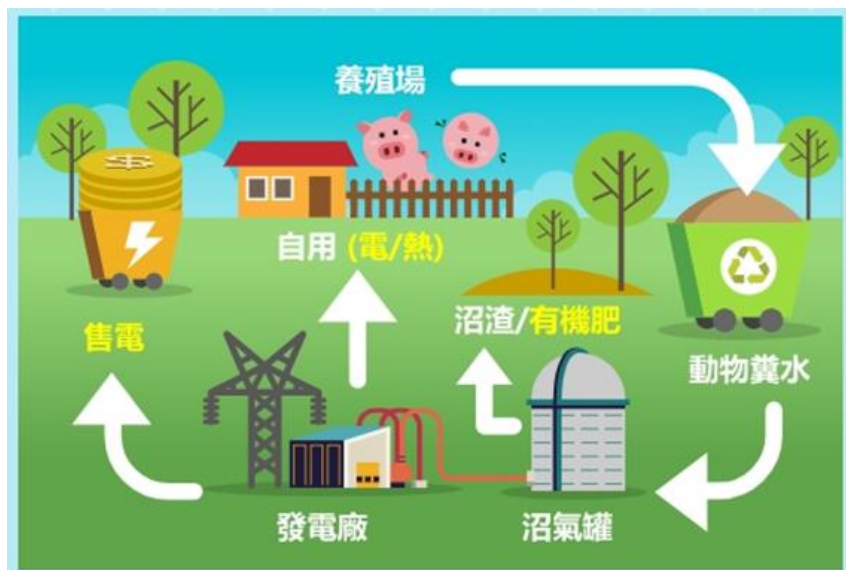 養殖場
自用 (電/熱)
沼渣/有機肥
售電
動物糞水
發電廠
沼氣罐